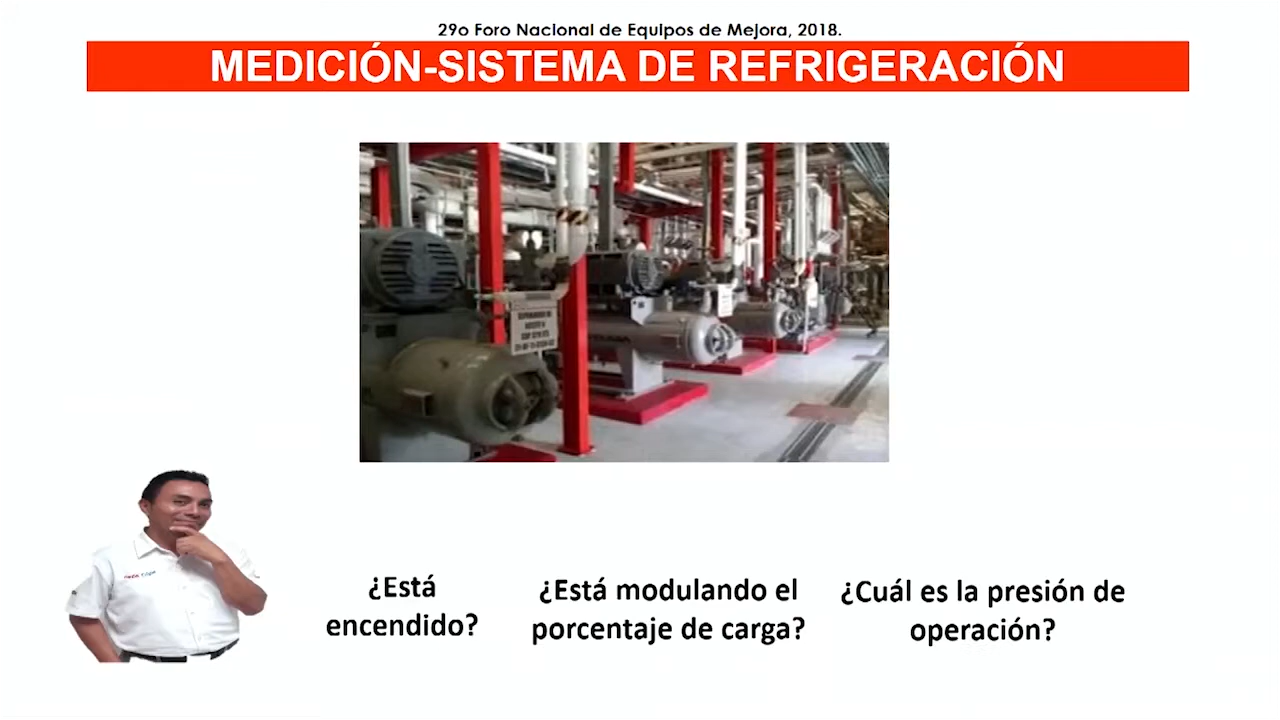 29o Foro Nacional de Equipos de Mejora, 2018.
MEDICIÓN-SISTEMA DE REFRIGERACIÓN
¿Está
encendido?
¿Está modulando el
porcentaje de carga?
¿Cuál es la presión de
operación?